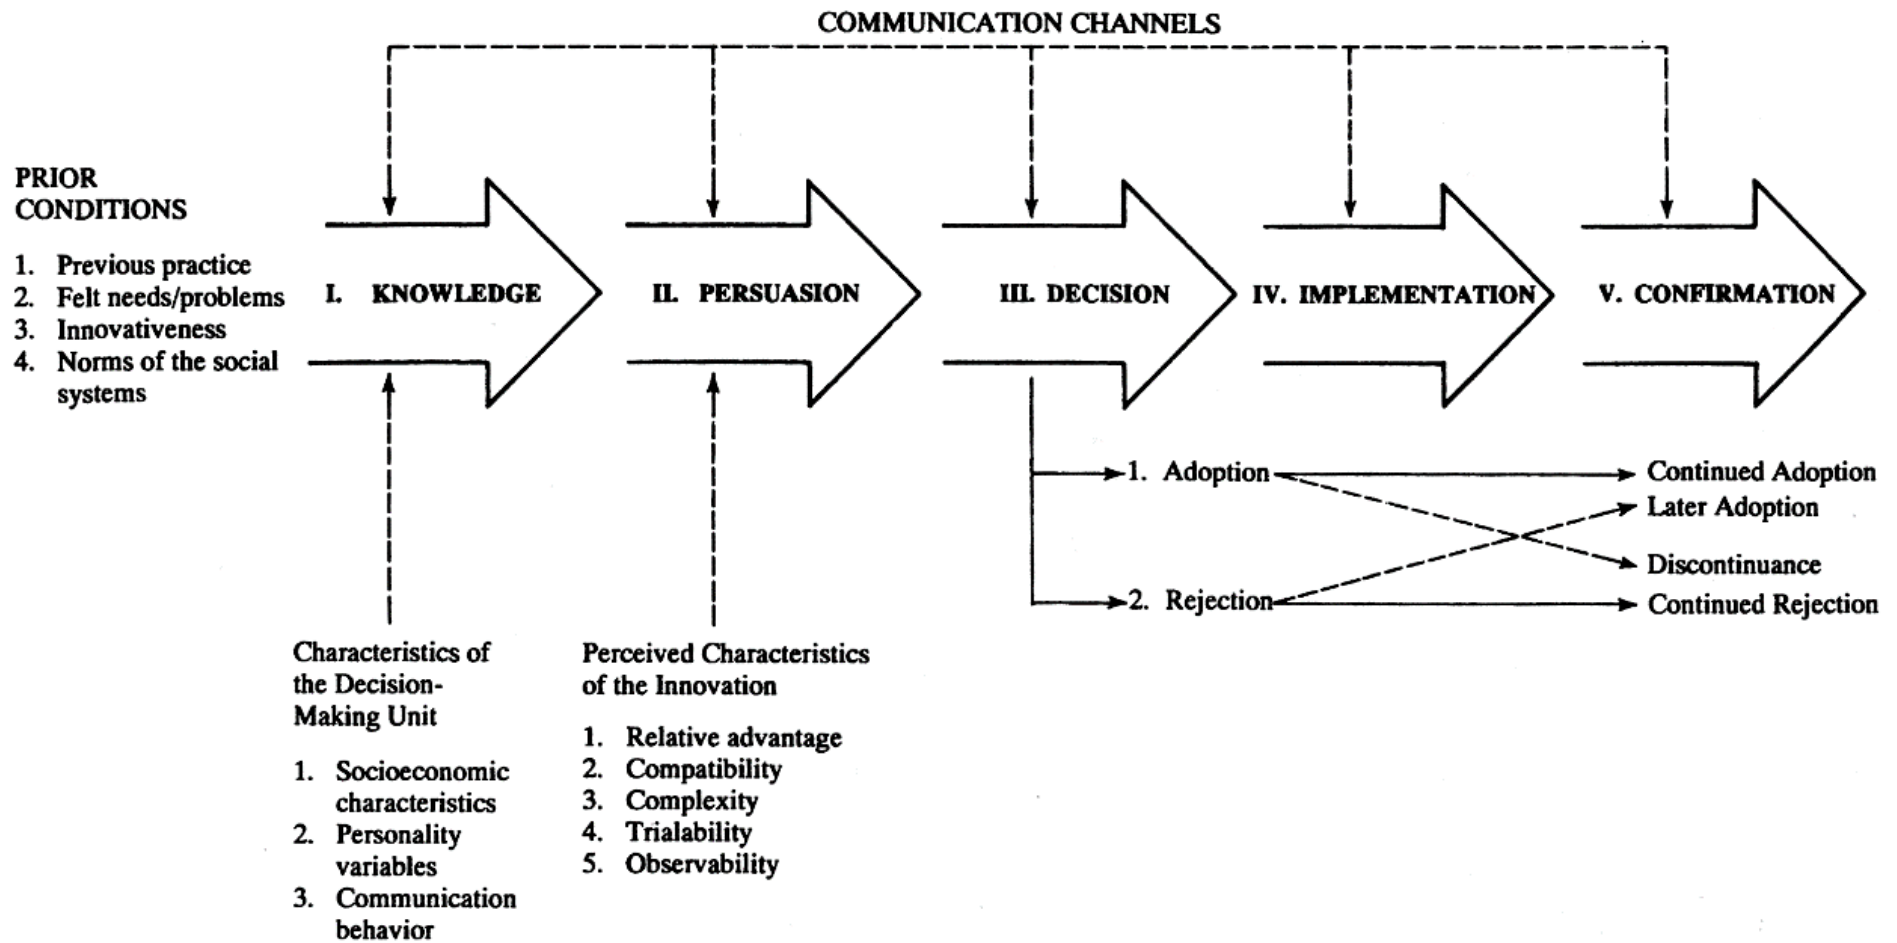 COMMUNICATION CHANNELS
PRIOR
CONDITIONS
1. Previous practice
2. Felt needs/problems
3. Innovativeness
4. Norms of the social
systems
I. KNOWLEDGE
II. PERSUASION
III. DECISION
IV. IMPLEMENTATION
V. CONFIRMATION
1. Adoption
2. Rejection
Continued Adoption
Later Adoption
Discontinuance
Continued Rejection
Characteristics of
the Decision-
Making Unit
1. Socioeconomic
characteristics
2. Personality
variables
3. Communication
behavior
Perceived Characteristics
of the Innovation
1. Relative advantage
2. Compatibility
3. Complexity
4. Trialability
5. Observability